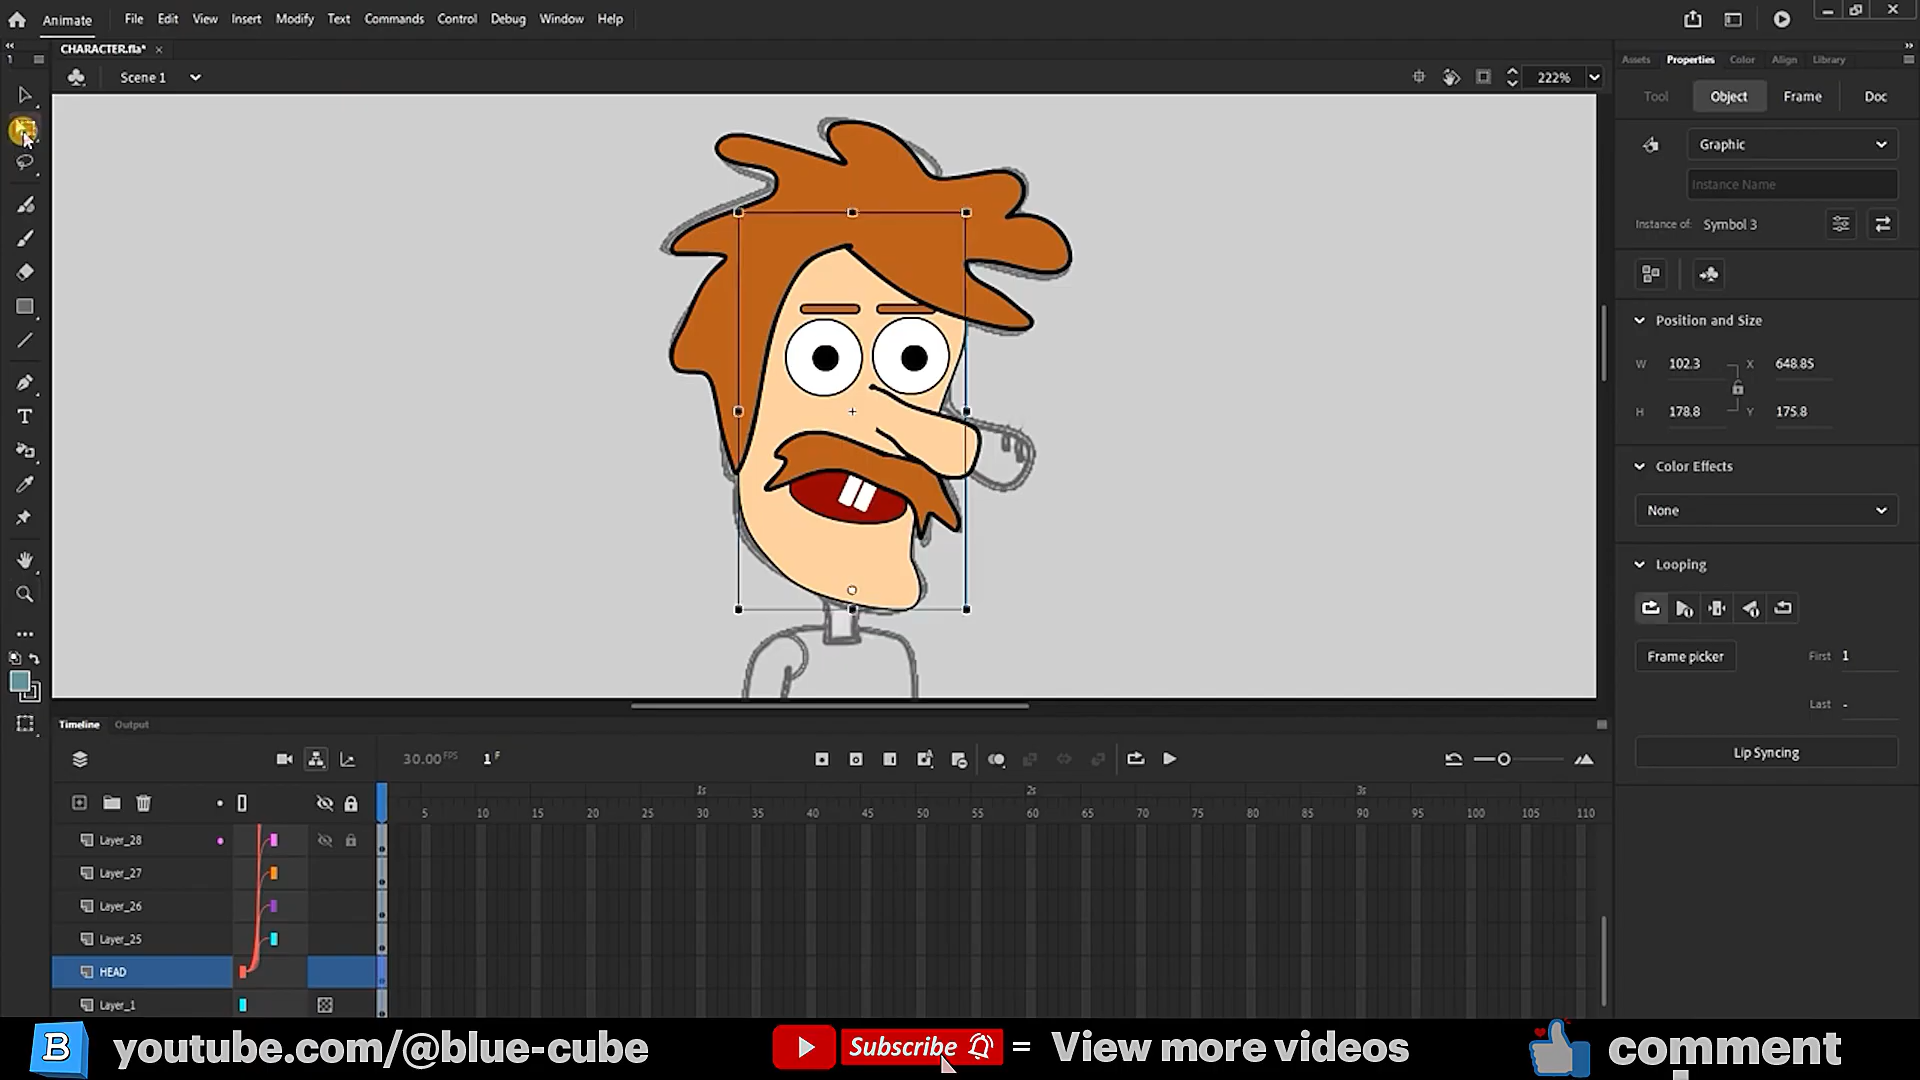 Animate File Edit View Insert Modify Text Commands Control Debug Window Help
CHARACTER.fla*
1
Scene 1
222%
Assets Properties Color Align Library
Tool Object Frame Doc
Graphic
Instance Name
Instance of: Symbol 3
Position and Size
W 102.3 X 648.85
H 178.8 Y 175.8
Color Effects
None
Looping
Frame picker First 1
Last -
Lip Syncing
Timeline Output
30.00 FPS 1 F
1s 2s 3s
5 10 15 20 25 30 35 40 45 50 55 60 65 70 75 80 85 90 95 100 105 110
Layer_28
Layer_27
Layer_26
Layer_25
HEAD
Layer_1
B youtube.com/@blue-cube Subscribe = View more videos comment